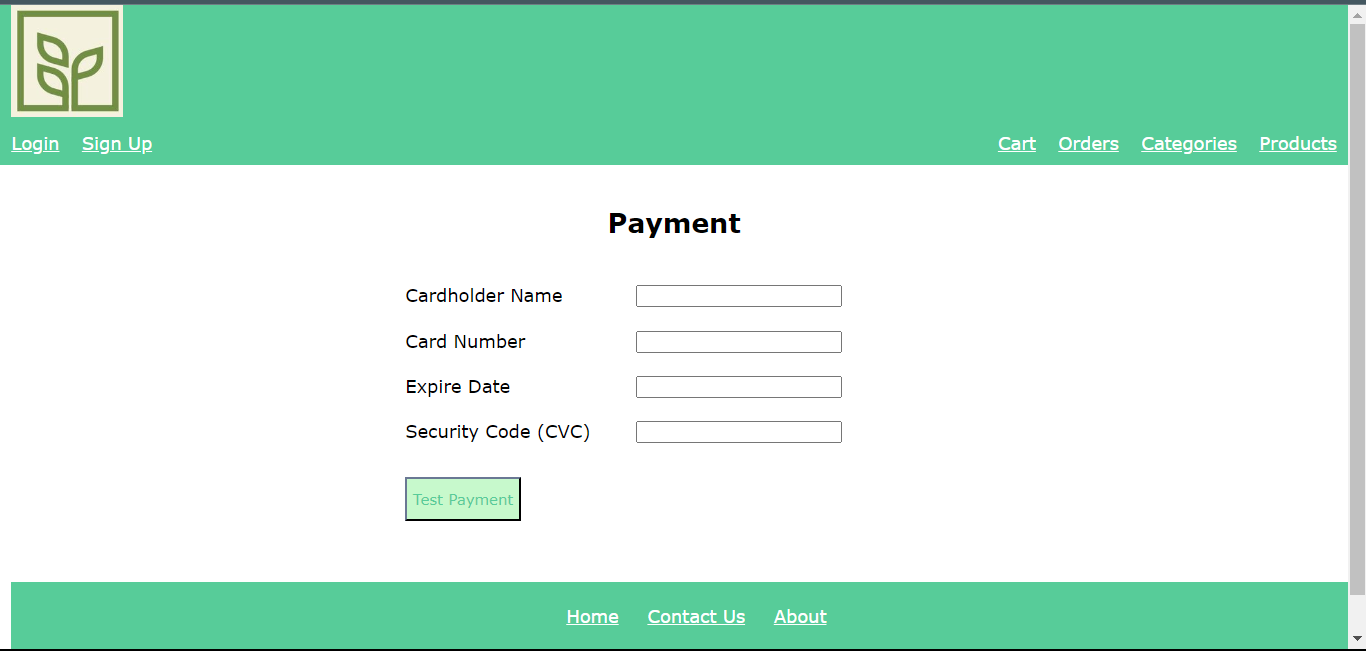 Login Sign Up Cart Orders Categories Products
Payment
Cardholder Name
Card Number
Expire Date
Security Code (CVC)
Test Payment
Home Contact Us About